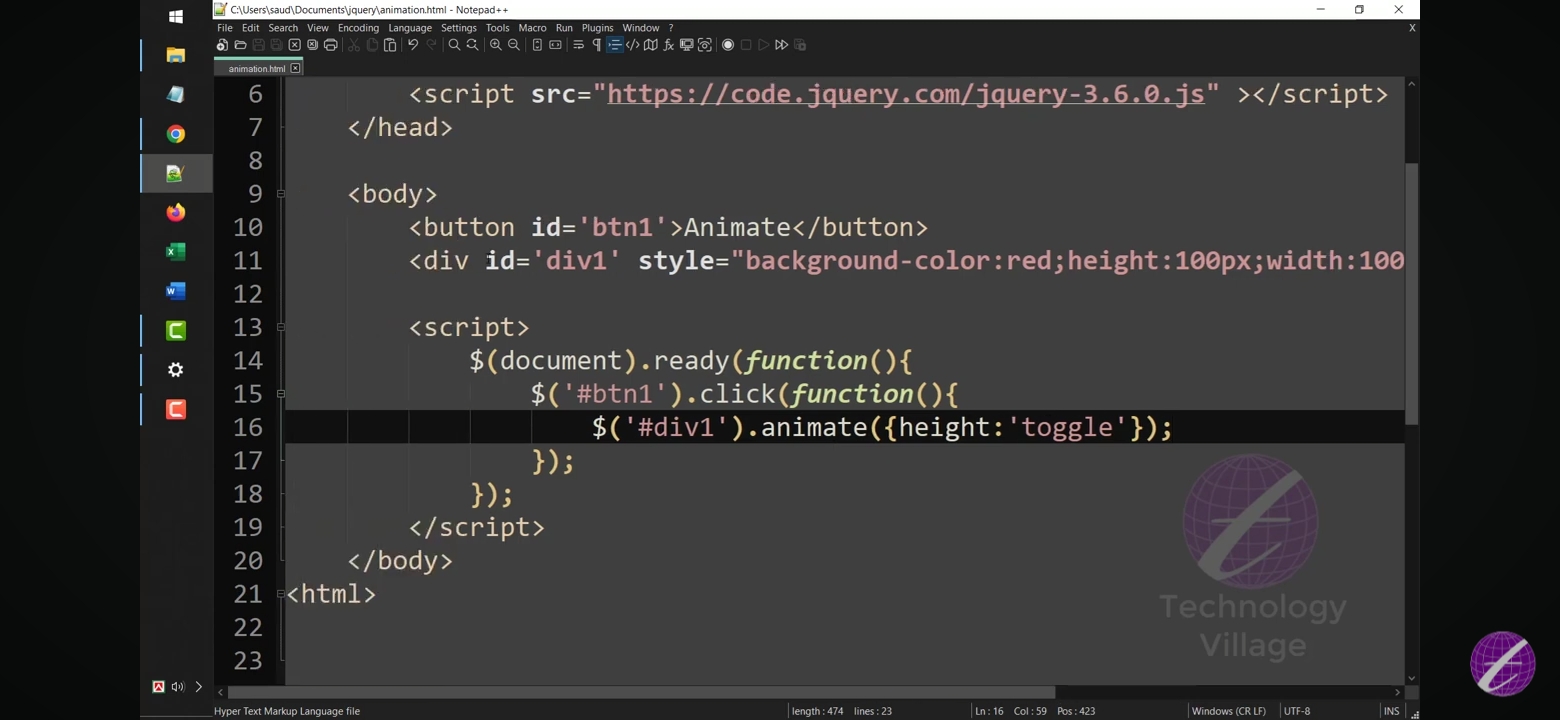 C:\Users\saud\Documents\jquery\animation.html - Notepad++
File Edit Search View Encoding Language Settings Tools Macro Run Plugins Window ? X
animation.html
6 <script src="https://code.jquery.com/jquery-3.6.0.js" ></script>
7 </head>
8
9 <body>
10 <button id='btn1'>Animate</button>
11 <div id='div1' style="background-color:red;height:100px;width:100
12
13 <script>
14 $(document).ready(function(){
15 $('#btn1').click(function(){
16 $('#div1').animate({height:'toggle'});
17 });
18 });
19 </script>
20 </body>
21 <html>
22
23
Technology
Village
Hyper Text Markup Language file length : 474 lines : 23 Ln : 16 Col : 59 Pos : 423 Windows (CR LF) UTF-8 INS